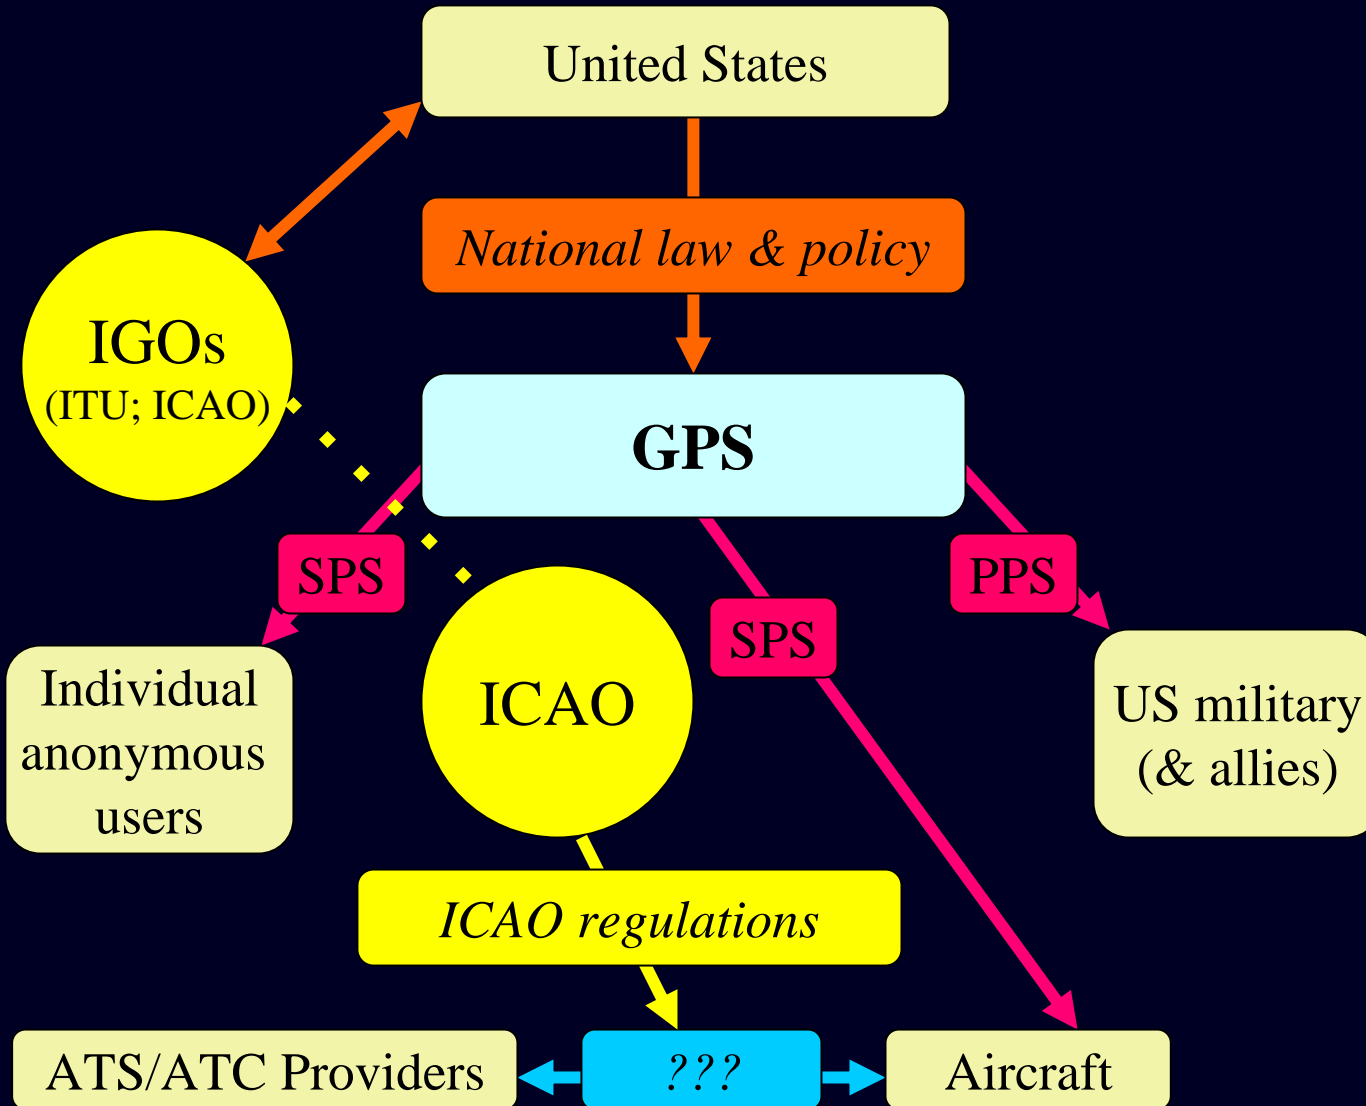 United States
National law & policy
IGOs
(ITU; ICAO)
GPS
SPS
PPS
SPS
Individual
anonymous
users
ICAO
US military
(& allies)
ICAO regulations
ATS/ATC Providers
???
Aircraft